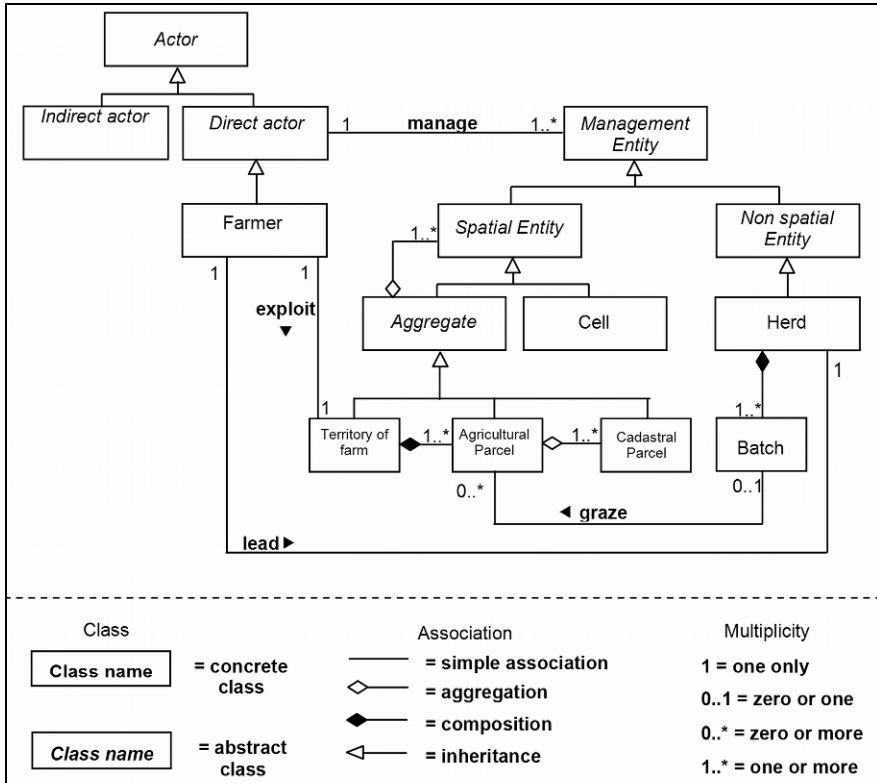 Actor
Indirect actor
Direct actor
1
manage
1..*
Management
Entity
Farmer
1..*
Spatial Entity
Non spatial
Entity
1
1
exploit
Aggregate
Cell
Herd
1
1
1..*
Territory of
farm
1..*
Agricultural
Parcel
1..*
Cadastral
Parcel
Batch
0..*
0..1
graze
lead
Class
Association
Multiplicity
Class name
= concrete
class
= simple association
= aggregation
= composition
= inheritance
1 = one only
0..1 = zero or one
0..* = zero or more
1..* = one or more
Class name
= abstract
class